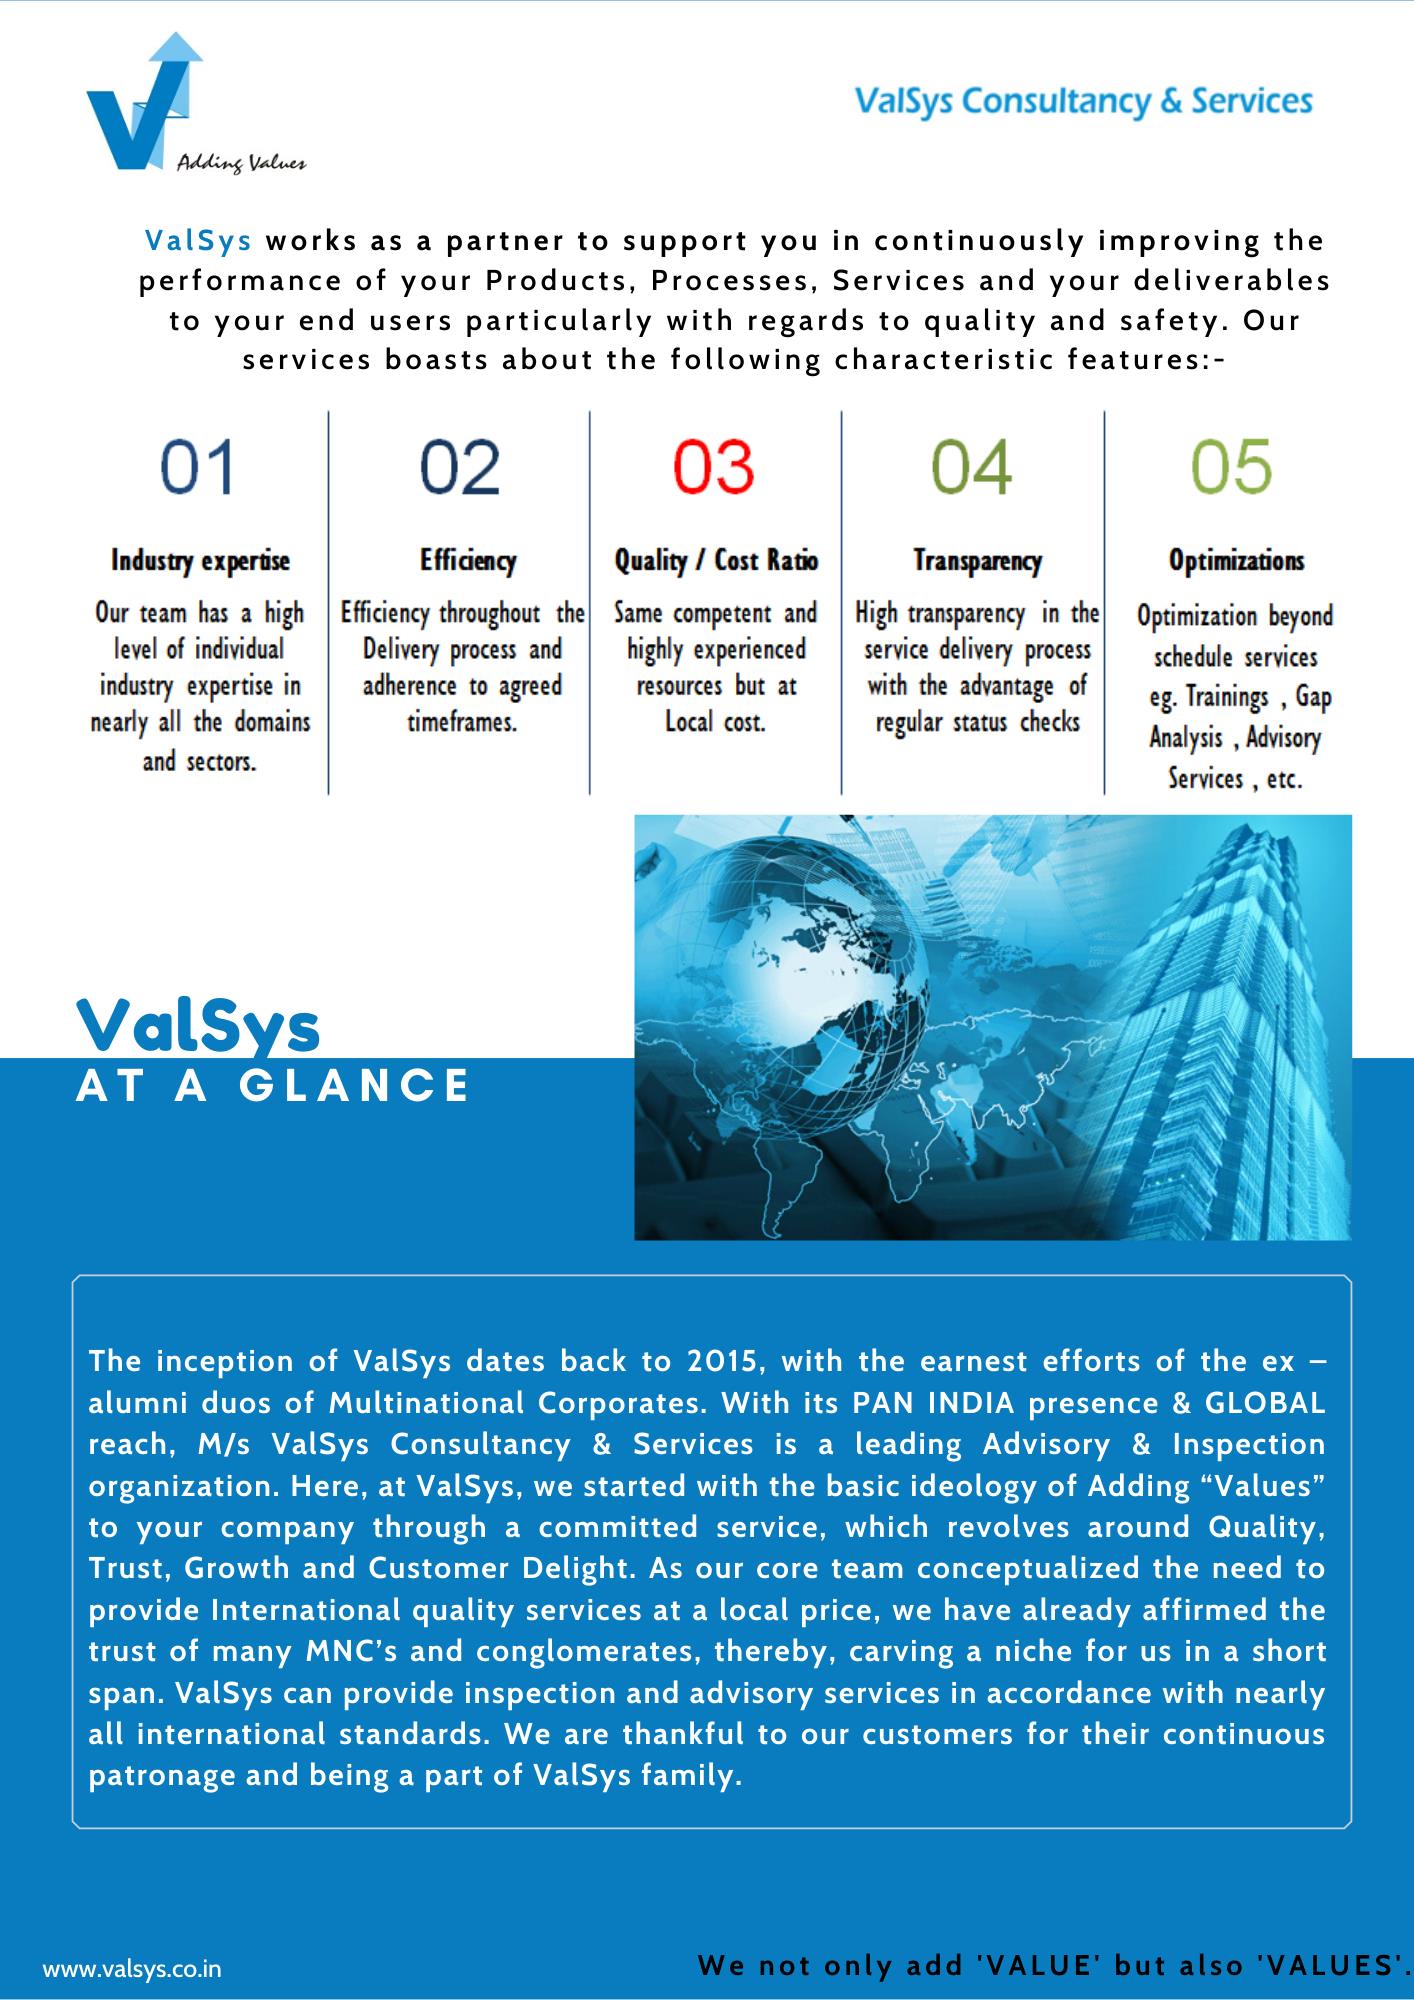 Adding Values
ValSys Consultancy & Services
ValSys works as a partner to support you in continuously improving the
performance of your Products, Processes, Services and your deliverables
to your end users particularly with regards to quality and safety. Our
services boasts about the following characteristic features:-
01
Industry expertise
Our team has a high
level of individual
industry expertise in
nearly all the domains
and sectors.
02
Efficiency
Efficiency throughout the
Delivery process and
adherence to agreed
timeframes.
03
Quality / Cost Ratio
Same competent and
highly experienced
resources but at
Local cost.
04
Transparency
High transparency in the
service delivery process
with the advantage of
regular status checks
05
Optimizations
Optimization beyond
schedule services
eg. Trainings , Gap
Analysis , Advisory
Services , etc.
ValSys
AT A GLANCE
The inception of ValSys dates back to 2015, with the earnest efforts of the ex –
alumni duos of Multinational Corporates. With its PAN INDIA presence & GLOBAL
reach, M/s ValSys Consultancy & Services is a leading Advisory & Inspection
organization. Here, at ValSys, we started with the basic ideology of Adding “Values”
to your company through a committed service, which revolves around Quality,
Trust, Growth and Customer Delight. As our core team conceptualized the need to
provide International quality services at a local price, we have already affirmed the
trust of many MNC’s and conglomerates, thereby, carving a niche for us in a short
span. ValSys can provide inspection and advisory services in accordance with nearly
all international standards. We are thankful to our customers for their continuous
patronage and being a part of ValSys family.
www.valsys.co.in
We not only add 'VALUE' but also 'VALUES'.